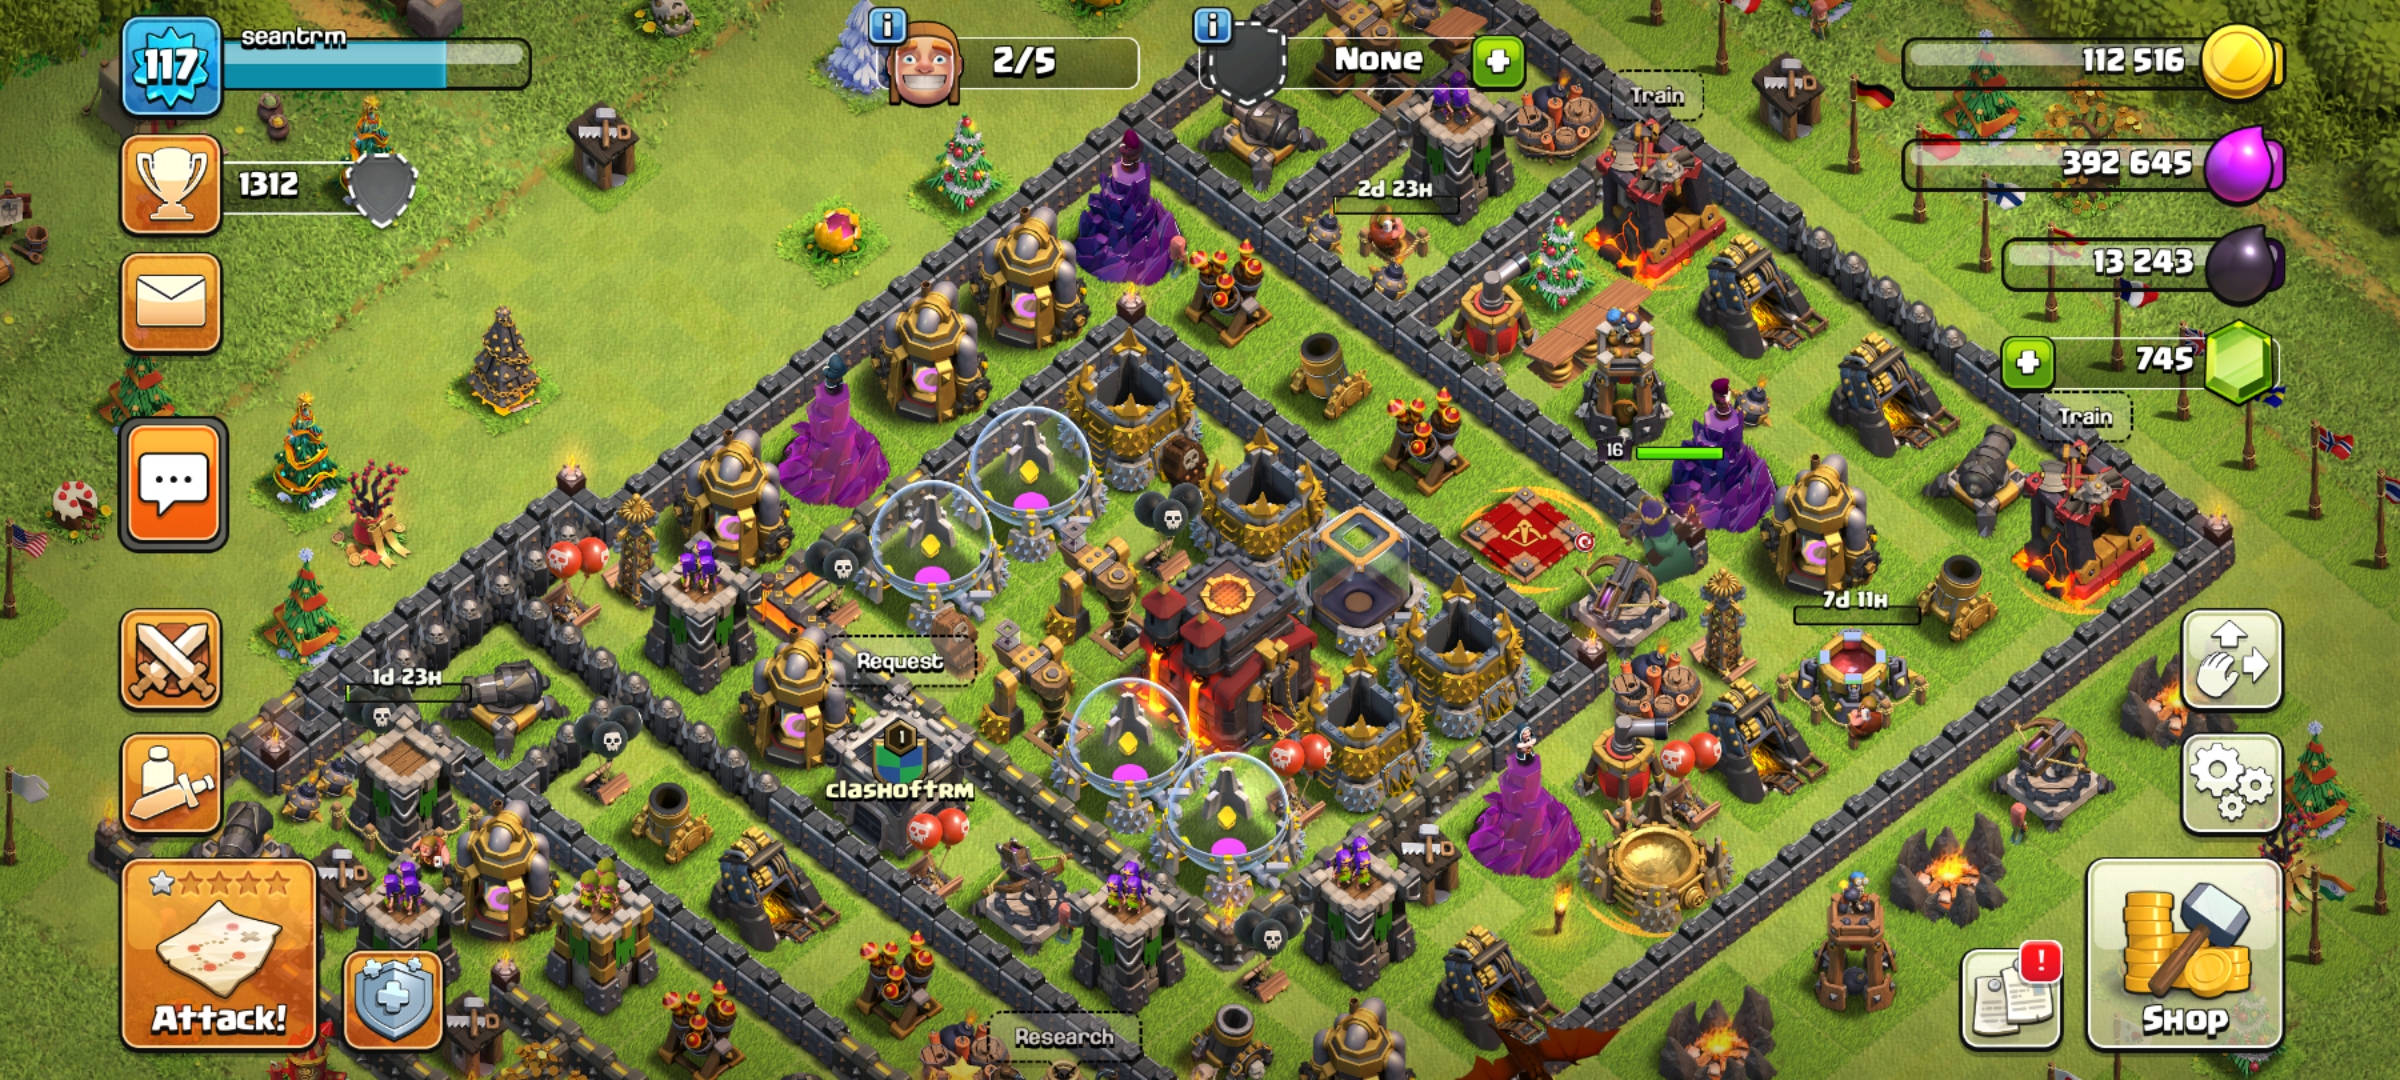 117
seantrm
2/5
None
112 516
1312
392 645
13 243
745
Train
2d 23h
Train
16
7d 11h
Request
1d 23h
1
clashoftrm
Attack!
Research
!
Shop